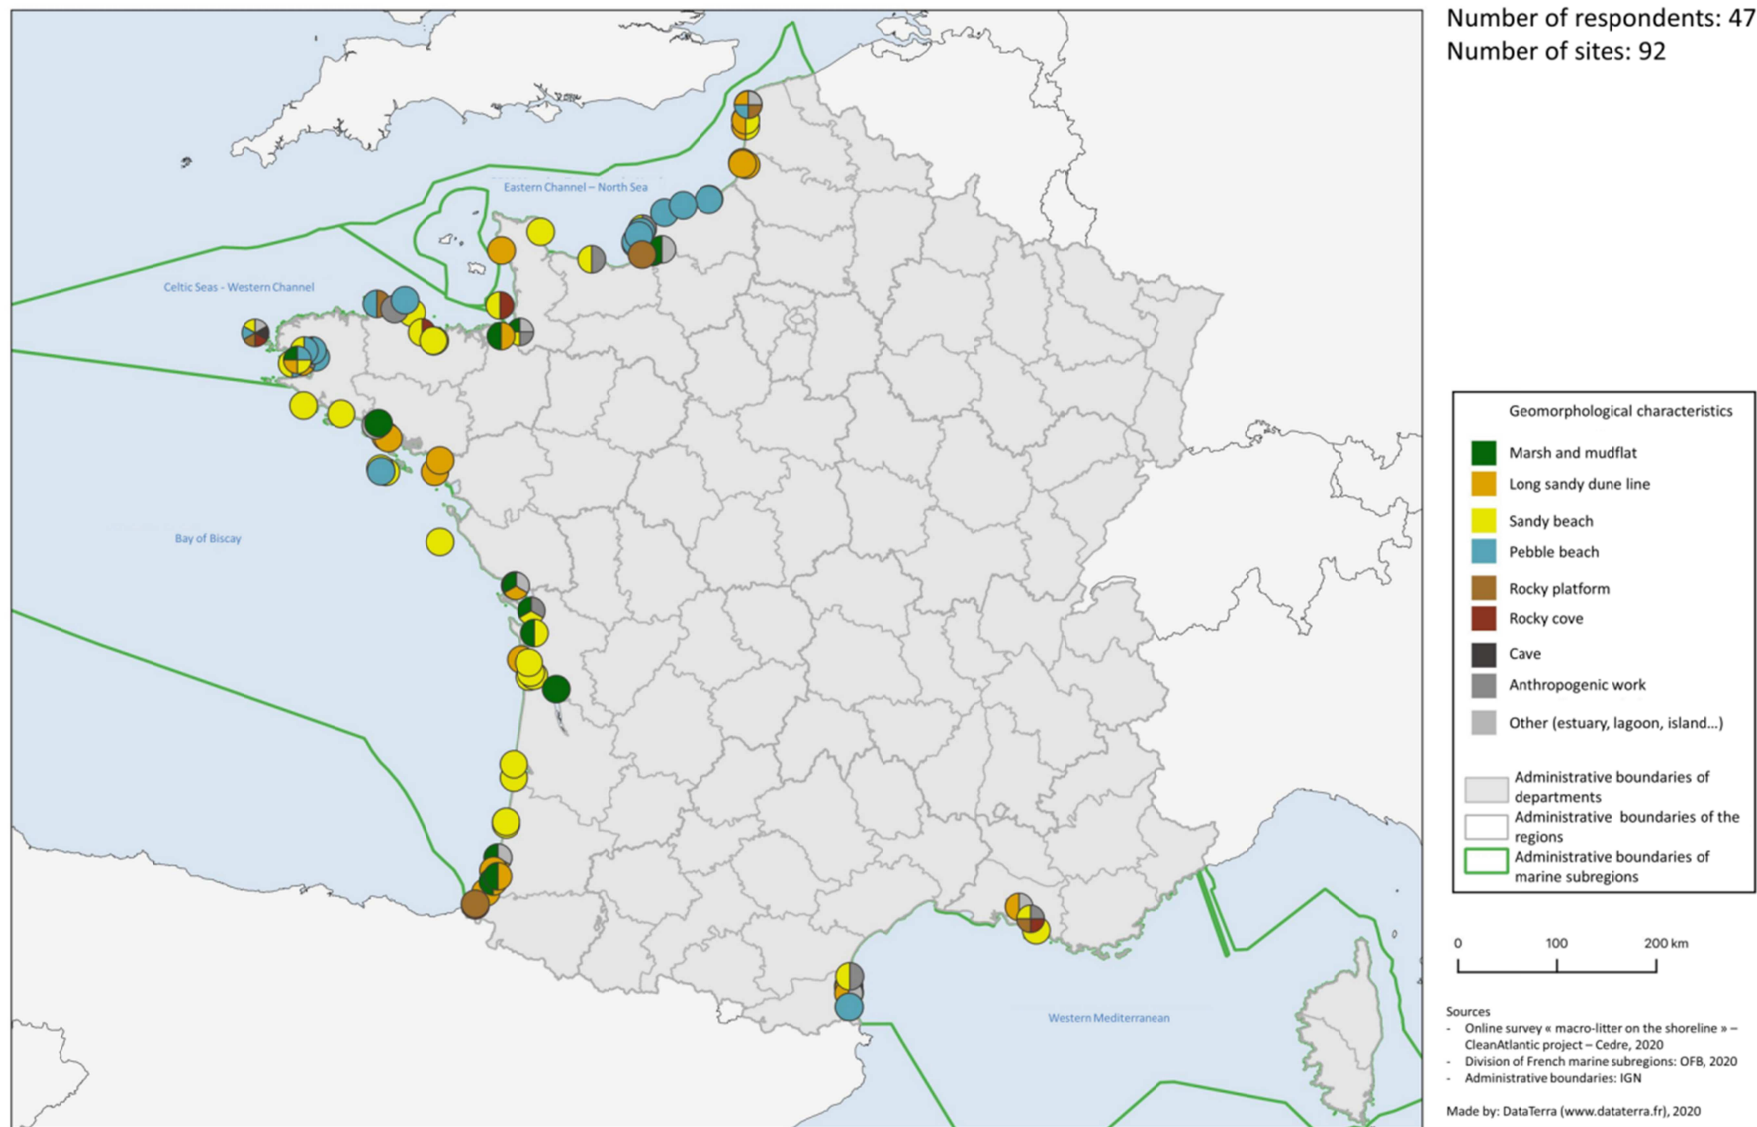 Number of respondents: 47
Number of sites: 92
Eastern Channel – North Sea
Celtic Seas - Western Channel
Bay of Biscay
Western Mediterranean
Geomorphological characteristics
Marsh and mudflat
Long sandy dune line
Sandy beach
Pebble beach
Rocky platform
Rocky cove
Cave
Anthropogenic work
Other (estuary, lagoon, island...)
Administrative boundaries of
departments
Administrative boundaries of the
regions
Administrative boundaries of
marine subregions
0 100 200 km
Sources
- Online survey « macro-litter on the shoreline » –
CleanAtlantic project – Cedre, 2020
- Division of French marine subregions: OFB, 2020
- Administrative boundaries: IGN
Made by: DataTerra (www.dataterra.fr), 2020